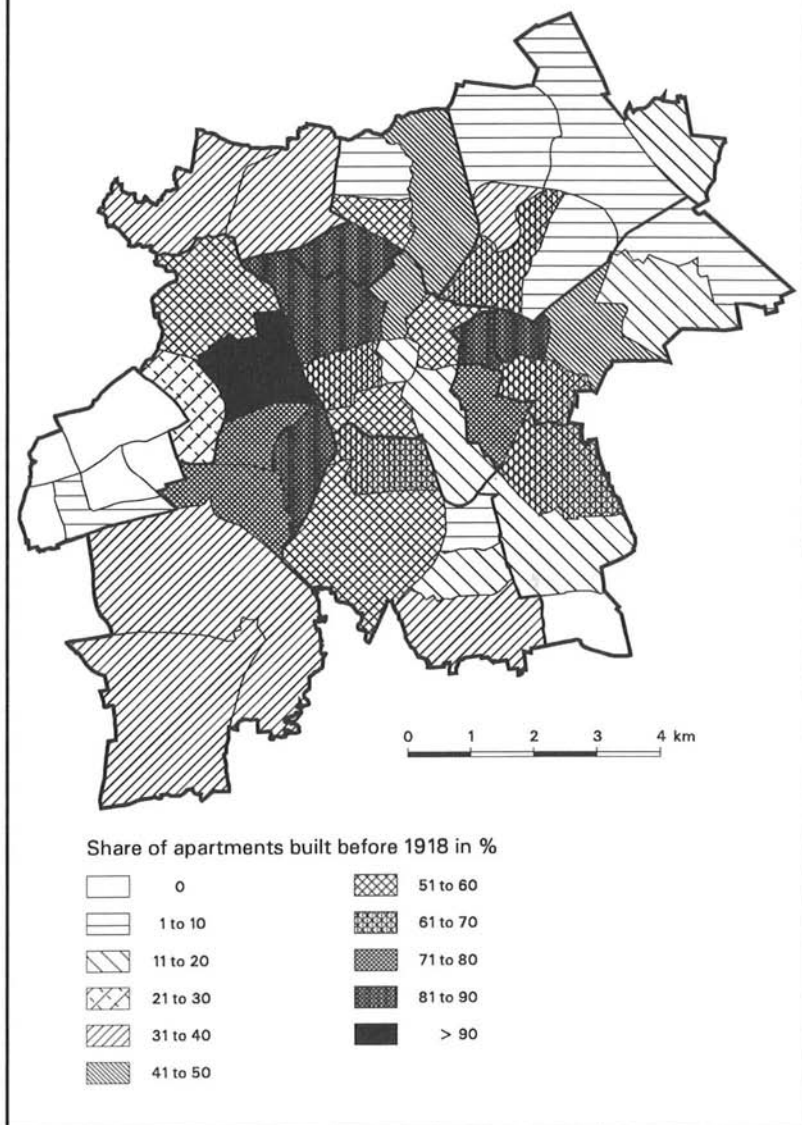 0 1 2 3 4 km
Share of apartments built before 1918 in %
0
1 to 10
11 to 20
21 to 30
31 to 40
41 to 50
51 to 60
61 to 70
71 to 80
81 to 90
> 90